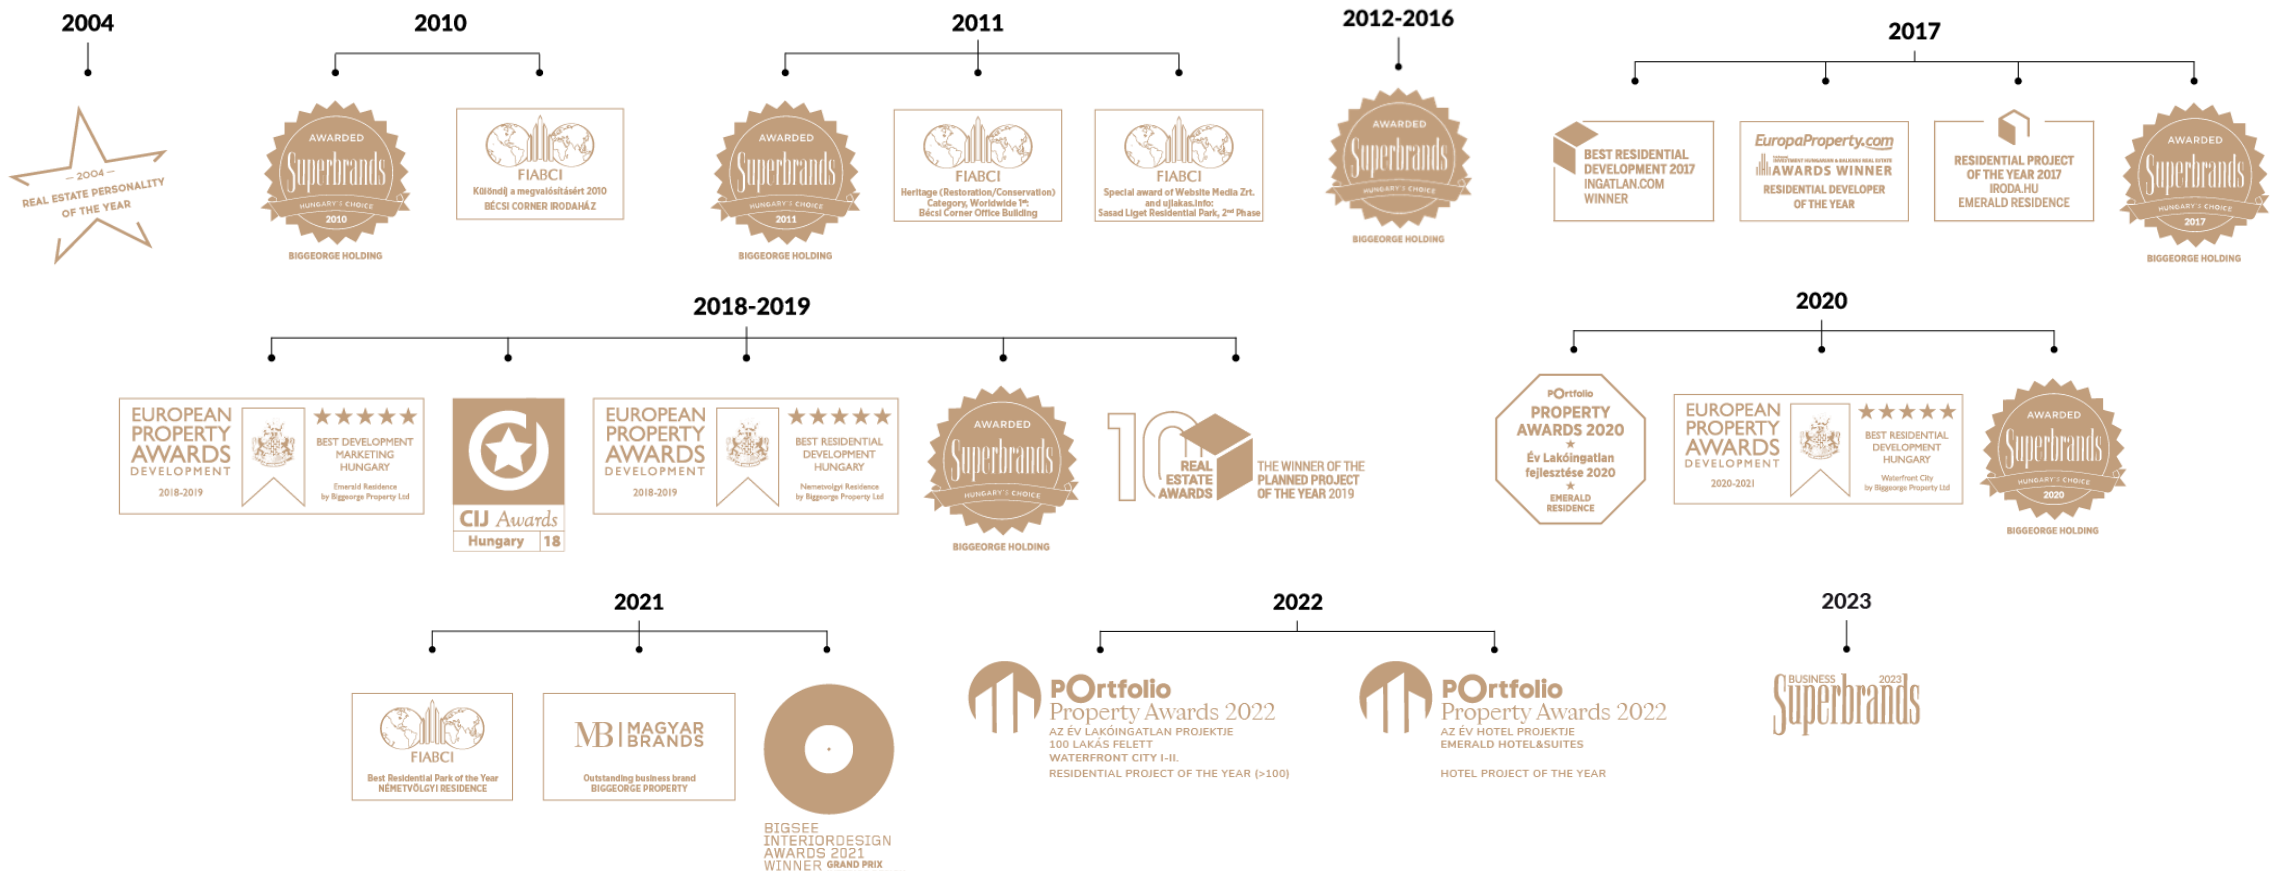 2004
2010
2011
2012-2016
2017
— 2004 —
REAL ESTATE PERSONALITY
OF THE YEAR
AWARDED
Superbrands
HUNGARY'S CHOICE
2010
BIGGEORGE HOLDING
FIABCI
Különdíj a megvalósításért 2010
BÉCSI CORNER IRODAHÁZ
AWARDED
Superbrands
HUNGARY'S CHOICE
2011
BIGGEORGE HOLDING
FIABCI
Heritage (Restoration/Conservation)
Category, Worldwide 1st:
Bécsi Corner Office Building
FIABCI
Special award of Website Media Zrt.
and ujlakas.info:
Sasad Liget Residential Park, 2nd Phase
AWARDED
Superbrands
HUNGARY'S CHOICE
BIGGEORGE HOLDING
BEST RESIDENTIAL
DEVELOPMENT 2017
INGATLAN.COM
WINNER
EuropaProperty.com
INVESTMENT HUNGARIAN & BALKANS REAL ESTATE
AWARDS WINNER
RESIDENTIAL DEVELOPER
OF THE YEAR
RESIDENTIAL PROJECT
OF THE YEAR 2017
IRODA.HU
EMERALD RESIDENCE
AWARDED
Superbrands
HUNGARY'S CHOICE
2017
BIGGEORGE HOLDING
2018-2019
2020
EUROPEAN
PROPERTY
AWARDS
DEVELOPMENT
2018-2019
★★★★★
BEST DEVELOPMENT
MARKETING
HUNGARY
Emerald Residence
by Biggeorge Property Ltd
CIJ Awards
Hungary 18
EUROPEAN
PROPERTY
AWARDS
DEVELOPMENT
2018-2019
★★★★★
BEST RESIDENTIAL
DEVELOPMENT
HUNGARY
Nemetvolgyt Residence
by Biggeorge Property Ltd
AWARDED
Superbrands
HUNGARY'S CHOICE
BIGGEORGE HOLDING
10
REAL
ESTATE
AWARDS
THE WINNER OF THE
PLANNED PROJECT
OF THE YEAR 2019
POrtfolio
PROPERTY
AWARDS 2020
★
Év Lakóingatlan
fejlesztése 2020
★
EMERALD
RESIDENCE
EUROPEAN
PROPERTY
AWARDS
DEVELOPMENT
2020-2021
★★★★★
BEST RESIDENTIAL
DEVELOPMENT
HUNGARY
Waterfront City
by Biggeorge Property Ltd
AWARDED
Superbrands
HUNGARY'S CHOICE
2020
BIGGEORGE HOLDING
2021
2022
2023
FIABCI
Best Residential Park of the Year
NÉMETVÖLGYI RESIDENCE
MB | MAGYAR
BRANDS
Outstanding business brand
BIGGEORGE PROPERTY
BIGSEE
INTERIORDESIGN
AWARDS 2021
WINNER GRAND PRIX
POrtfolio
Property Awards 2022
AZ ÉV LAKÓINGATLAN PROJEKTJE
100 LAKÁS FELETT
WATERFRONT CITY I-II.
RESIDENTIAL PROJECT OF THE YEAR (>100)
POrtfolio
Property Awards 2022
AZ ÉV HOTEL PROJEKTJE
EMERALD HOTEL&SUITES
HOTEL PROJECT OF THE YEAR
BUSINESS 2023
Superbrands